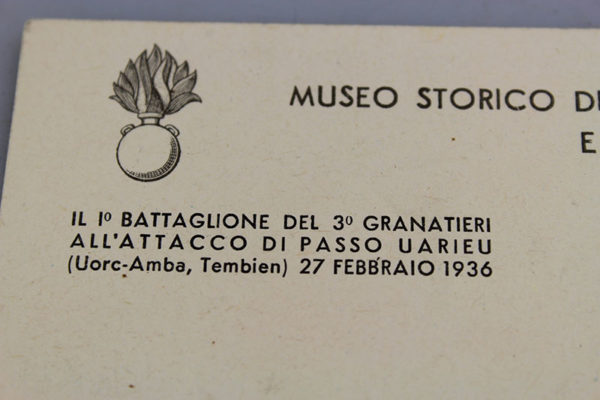 MUSEO STORICO DE
E
IL 1º BATTAGLIONE DEL 3º GRANATIERI
ALL'ATTACCO DI PASSO UARIEU
(Uorc-Amba, Tembien) 27 FEBBRAIO 1936